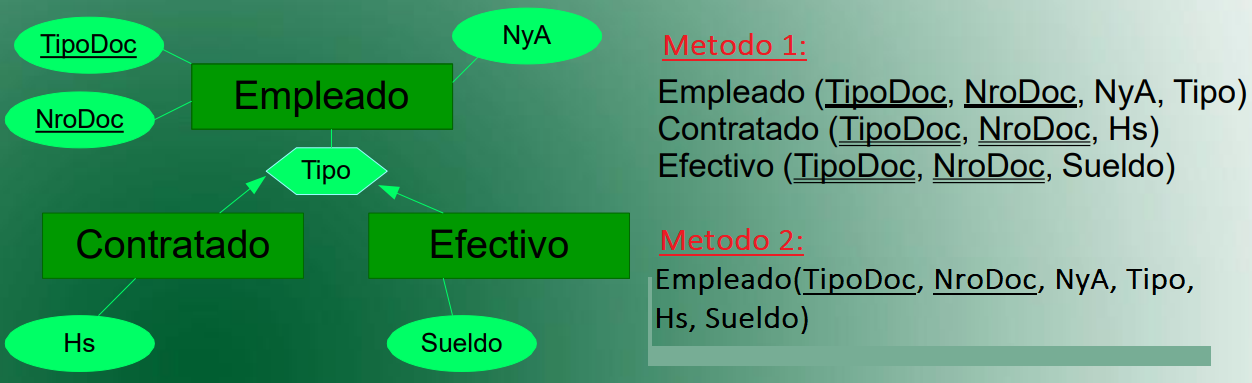 TipoDoc
NyA
Empleado
NroDoc
Tipo
Contratado
Efectivo
Hs
Sueldo
Metodo 1:
Empleado (TipoDoc, NroDoc, NyA, Tipo)
Contratado (TipoDoc, NroDoc, Hs)
Efectivo (TipoDoc, NroDoc, Sueldo)
Metodo 2:
Empleado(TipoDoc, NroDoc, NyA, Tipo,
Hs, Sueldo)